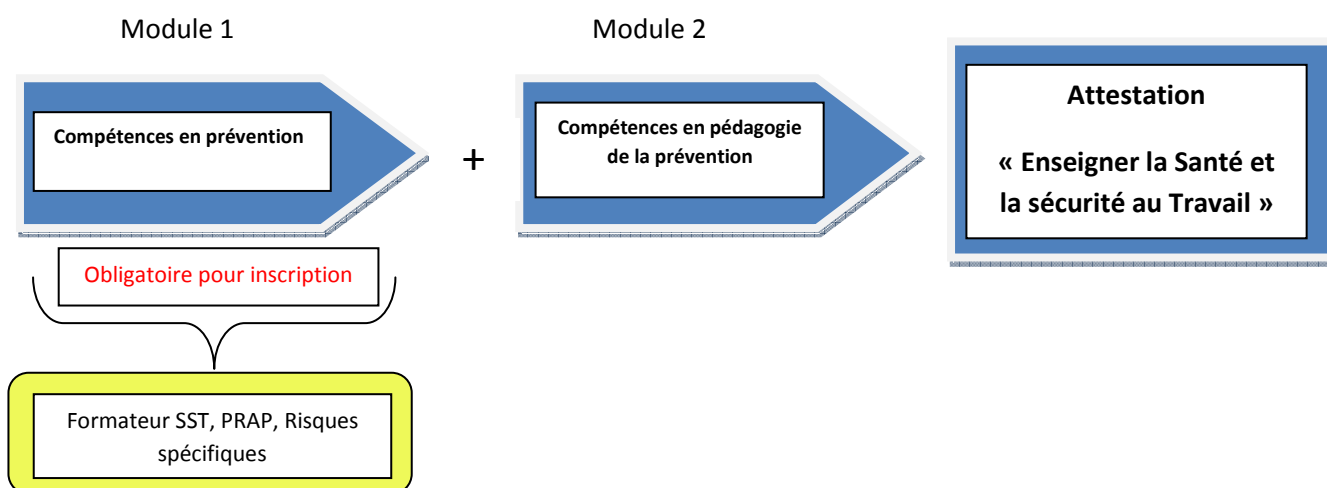 Module 1
Module 2
Compétences en prévention
+
Compétences en pédagogie
de la prévention
Attestation
« Enseigner la Santé et
la sécurité au Travail »
Obligatoire pour inscription
Formateur SST, PRAP, Risques
spécifiques